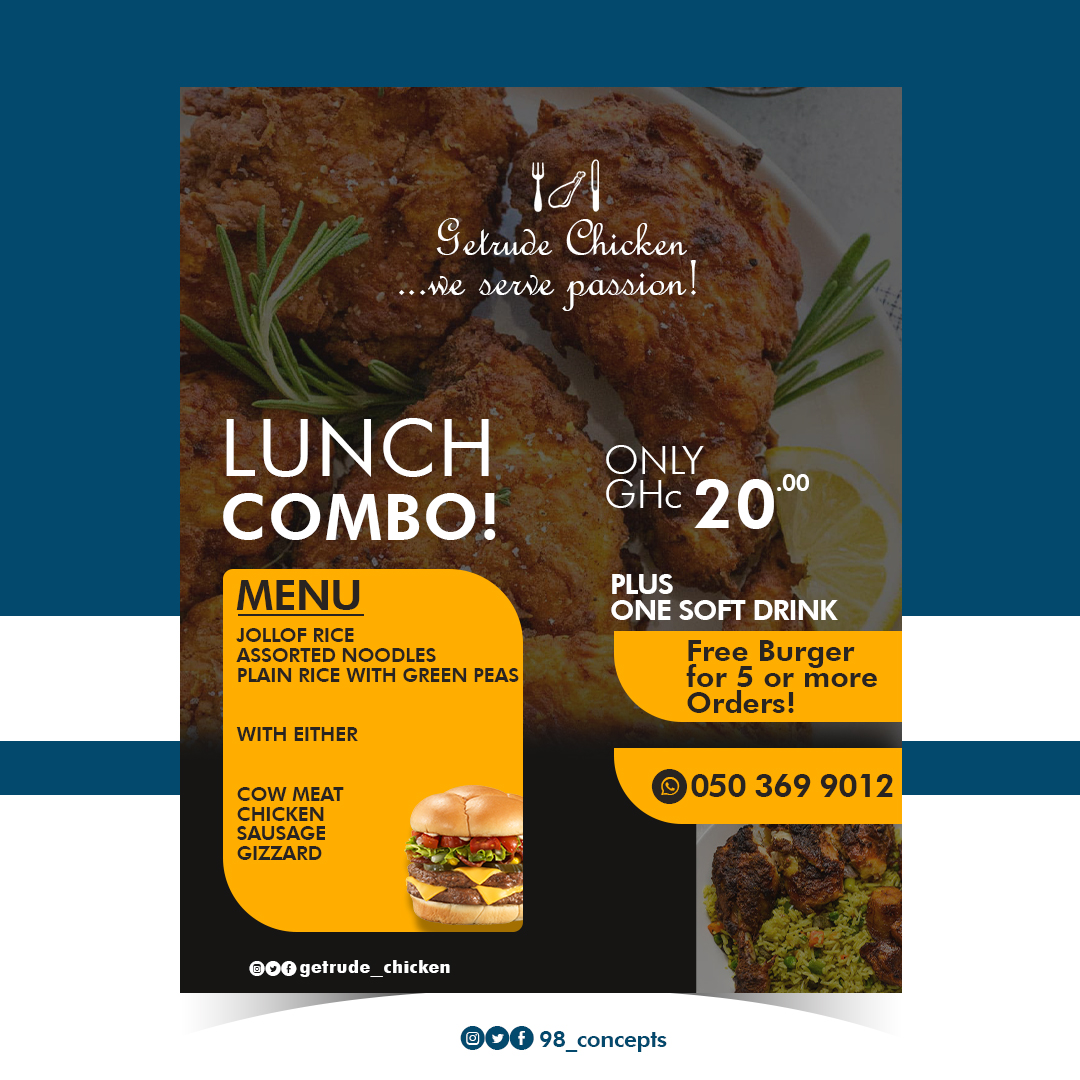 Getrude Chicken
...we serve passion!
LUNCH
COMBO!
ONLY
GHc 20.00
PLUS
ONE SOFT DRINK
Free Burger
for 5 or more
Orders!
050 369 9012
MENU
JOLLOF RICE
ASSORTED NOODLES
PLAIN RICE WITH GREEN PEAS
WITH EITHER
COW MEAT
CHICKEN
SAUSAGE
GIZZARD
getrude_chicken
98_concepts